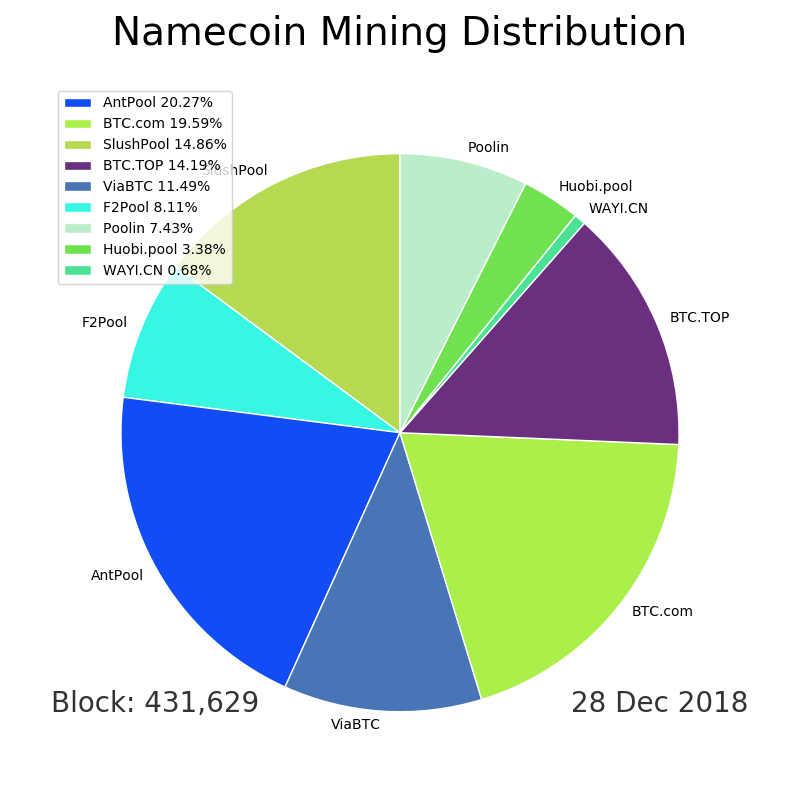 Namecoin Mining Distribution
AntPool 20.27%
BTC.com 19.59%
SlushPool 14.86%
BTC.TOP 14.19%
ViaBTC 11.49%
F2Pool 8.11%
Poolin 7.43%
Huobi.pool 3.38%
WAYI.CN 0.68%
Poolin
SlushPool
Huobi.pool
WAYI.CN
BTC.TOP
F2Pool
AntPool
BTC.com
Block: 431,629
28 Dec 2018
ViaBTC